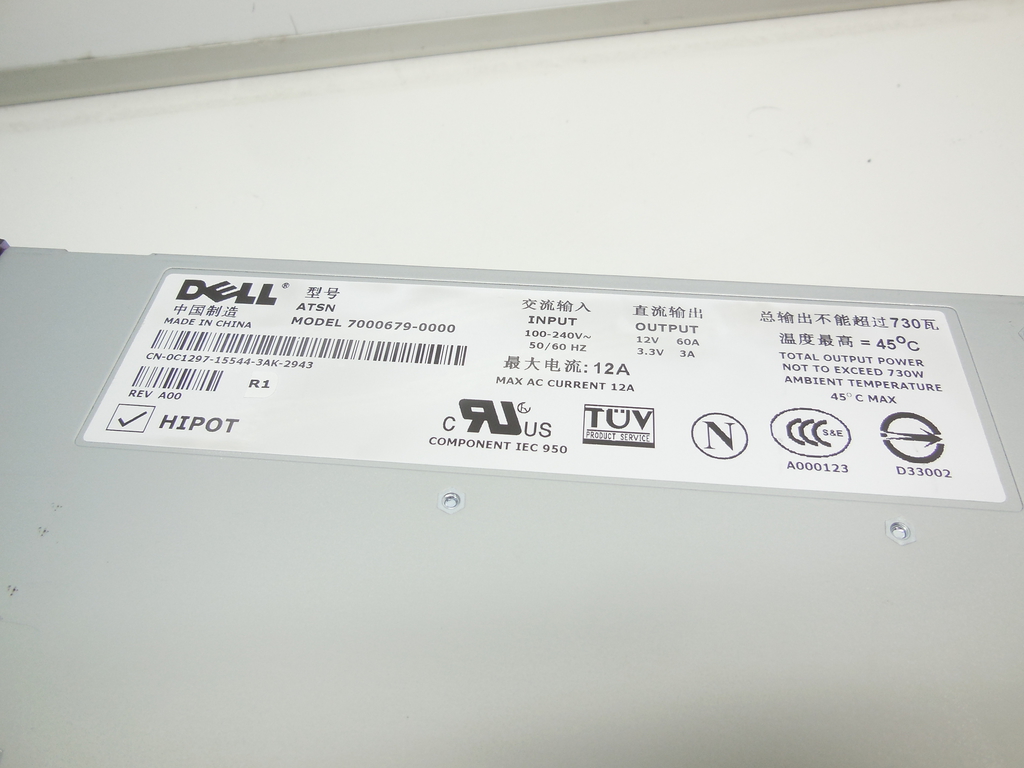 DELL®
中国制造
MADE IN CHINA
型号
ATSN
MODEL 7000679-0000
CN-0C1297-15544-3AK-2943
REV A00
R1
HIPOT
交流输入
INPUT
100-240V~
50/60 HZ
最大电流: 12A
MAX AC CURRENT 12A
直流输出
OUTPUT
12V 60A
3.3V 3A
总输出不能超过730瓦
温度最高 = 45°C
TOTAL OUTPUT POWER
NOT TO EXCEED 730W
AMBIENT TEMPERATURE
45° C MAX
C RU US
COMPONENT IEC 950
TÜV
PRODUCT SERVICE
N
CCC S&E
A000123
D33002